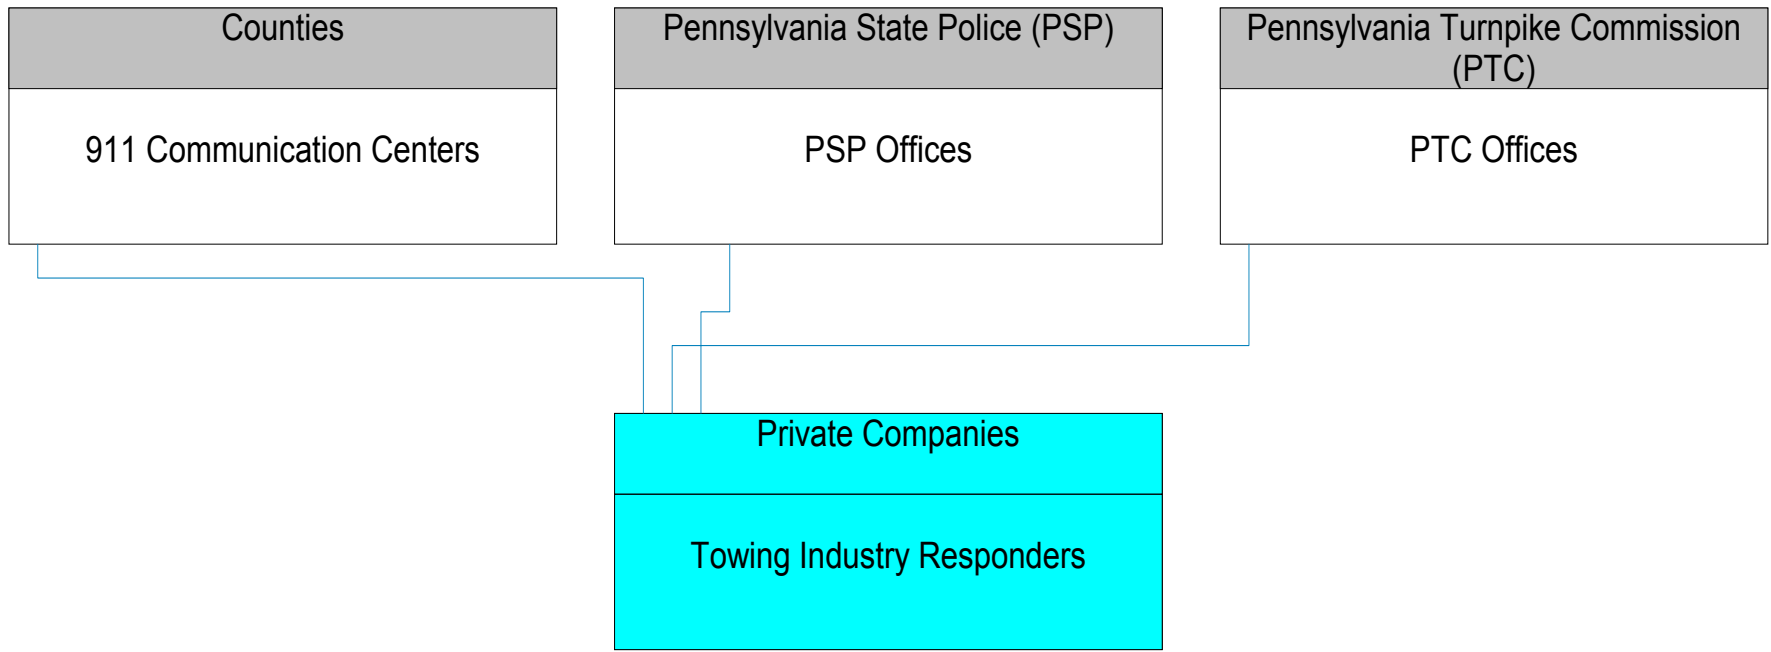 Counties
911 Communication Centers
Pennsylvania State Police (PSP)
PSP Offices
Pennsylvania Turnpike Commission
(PTC)
PTC Offices
Private Companies
Towing Industry Responders